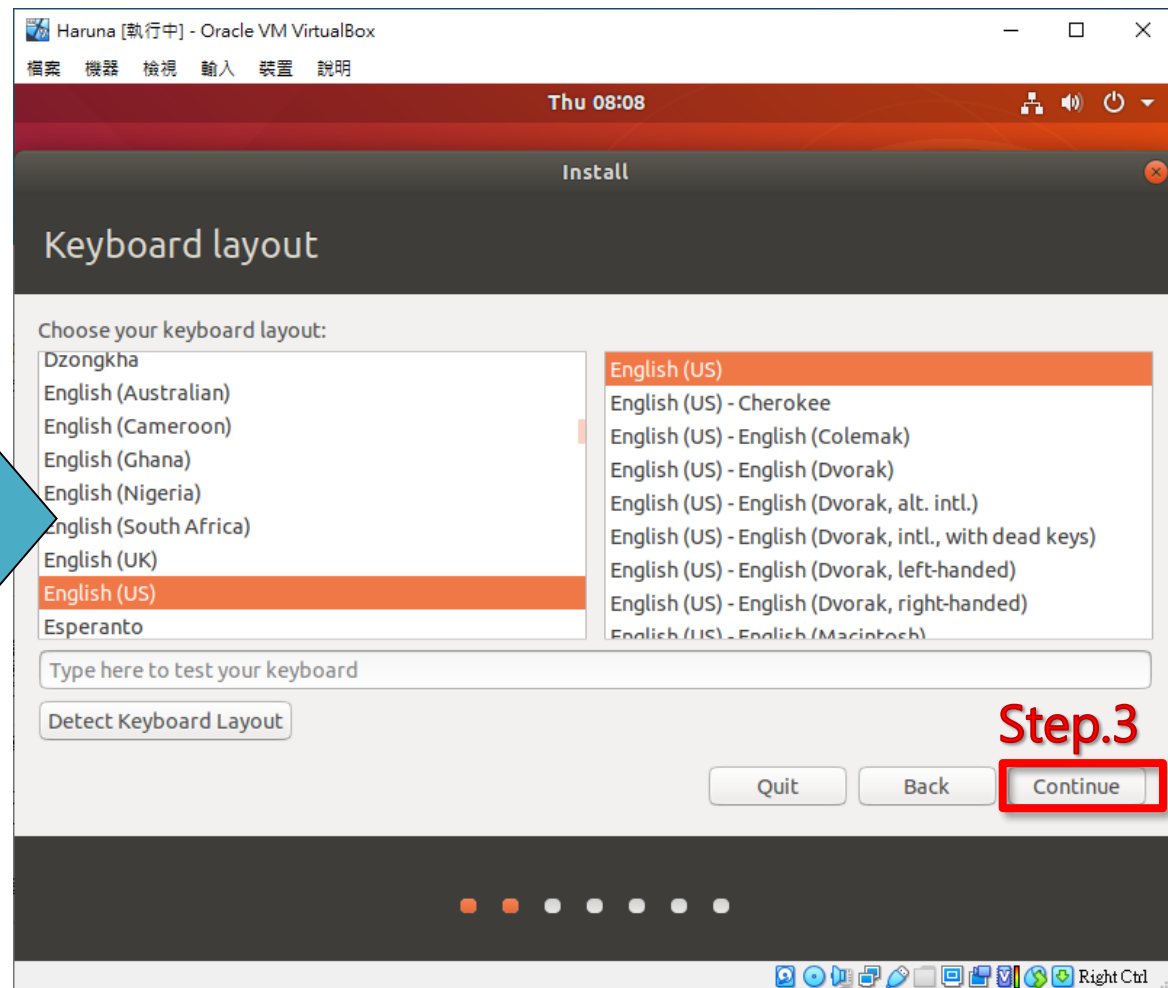 Haruna [執行中] - Oracle VM VirtualBox
檔案 機器 檢視 輸入 裝置 說明
Thu 08:08
Install
Keyboard layout
Choose your keyboard layout:
Dzongkha
English (Australian)
English (Cameroon)
English (Ghana)
English (Nigeria)
English (South Africa)
English (UK)
English (US)
Esperanto
English (US)
English (US) - Cherokee
English (US) - English (Colemak)
English (US) - English (Dvorak)
English (US) - English (Dvorak, alt. intl.)
English (US) - English (Dvorak, intl., with dead keys)
English (US) - English (Dvorak, left-handed)
English (US) - English (Dvorak, right-handed)
English (US) - English (Macintosh)
Type here to test your keyboard
Detect Keyboard Layout
Step.3
Quit Back Continue
Right Ctrl